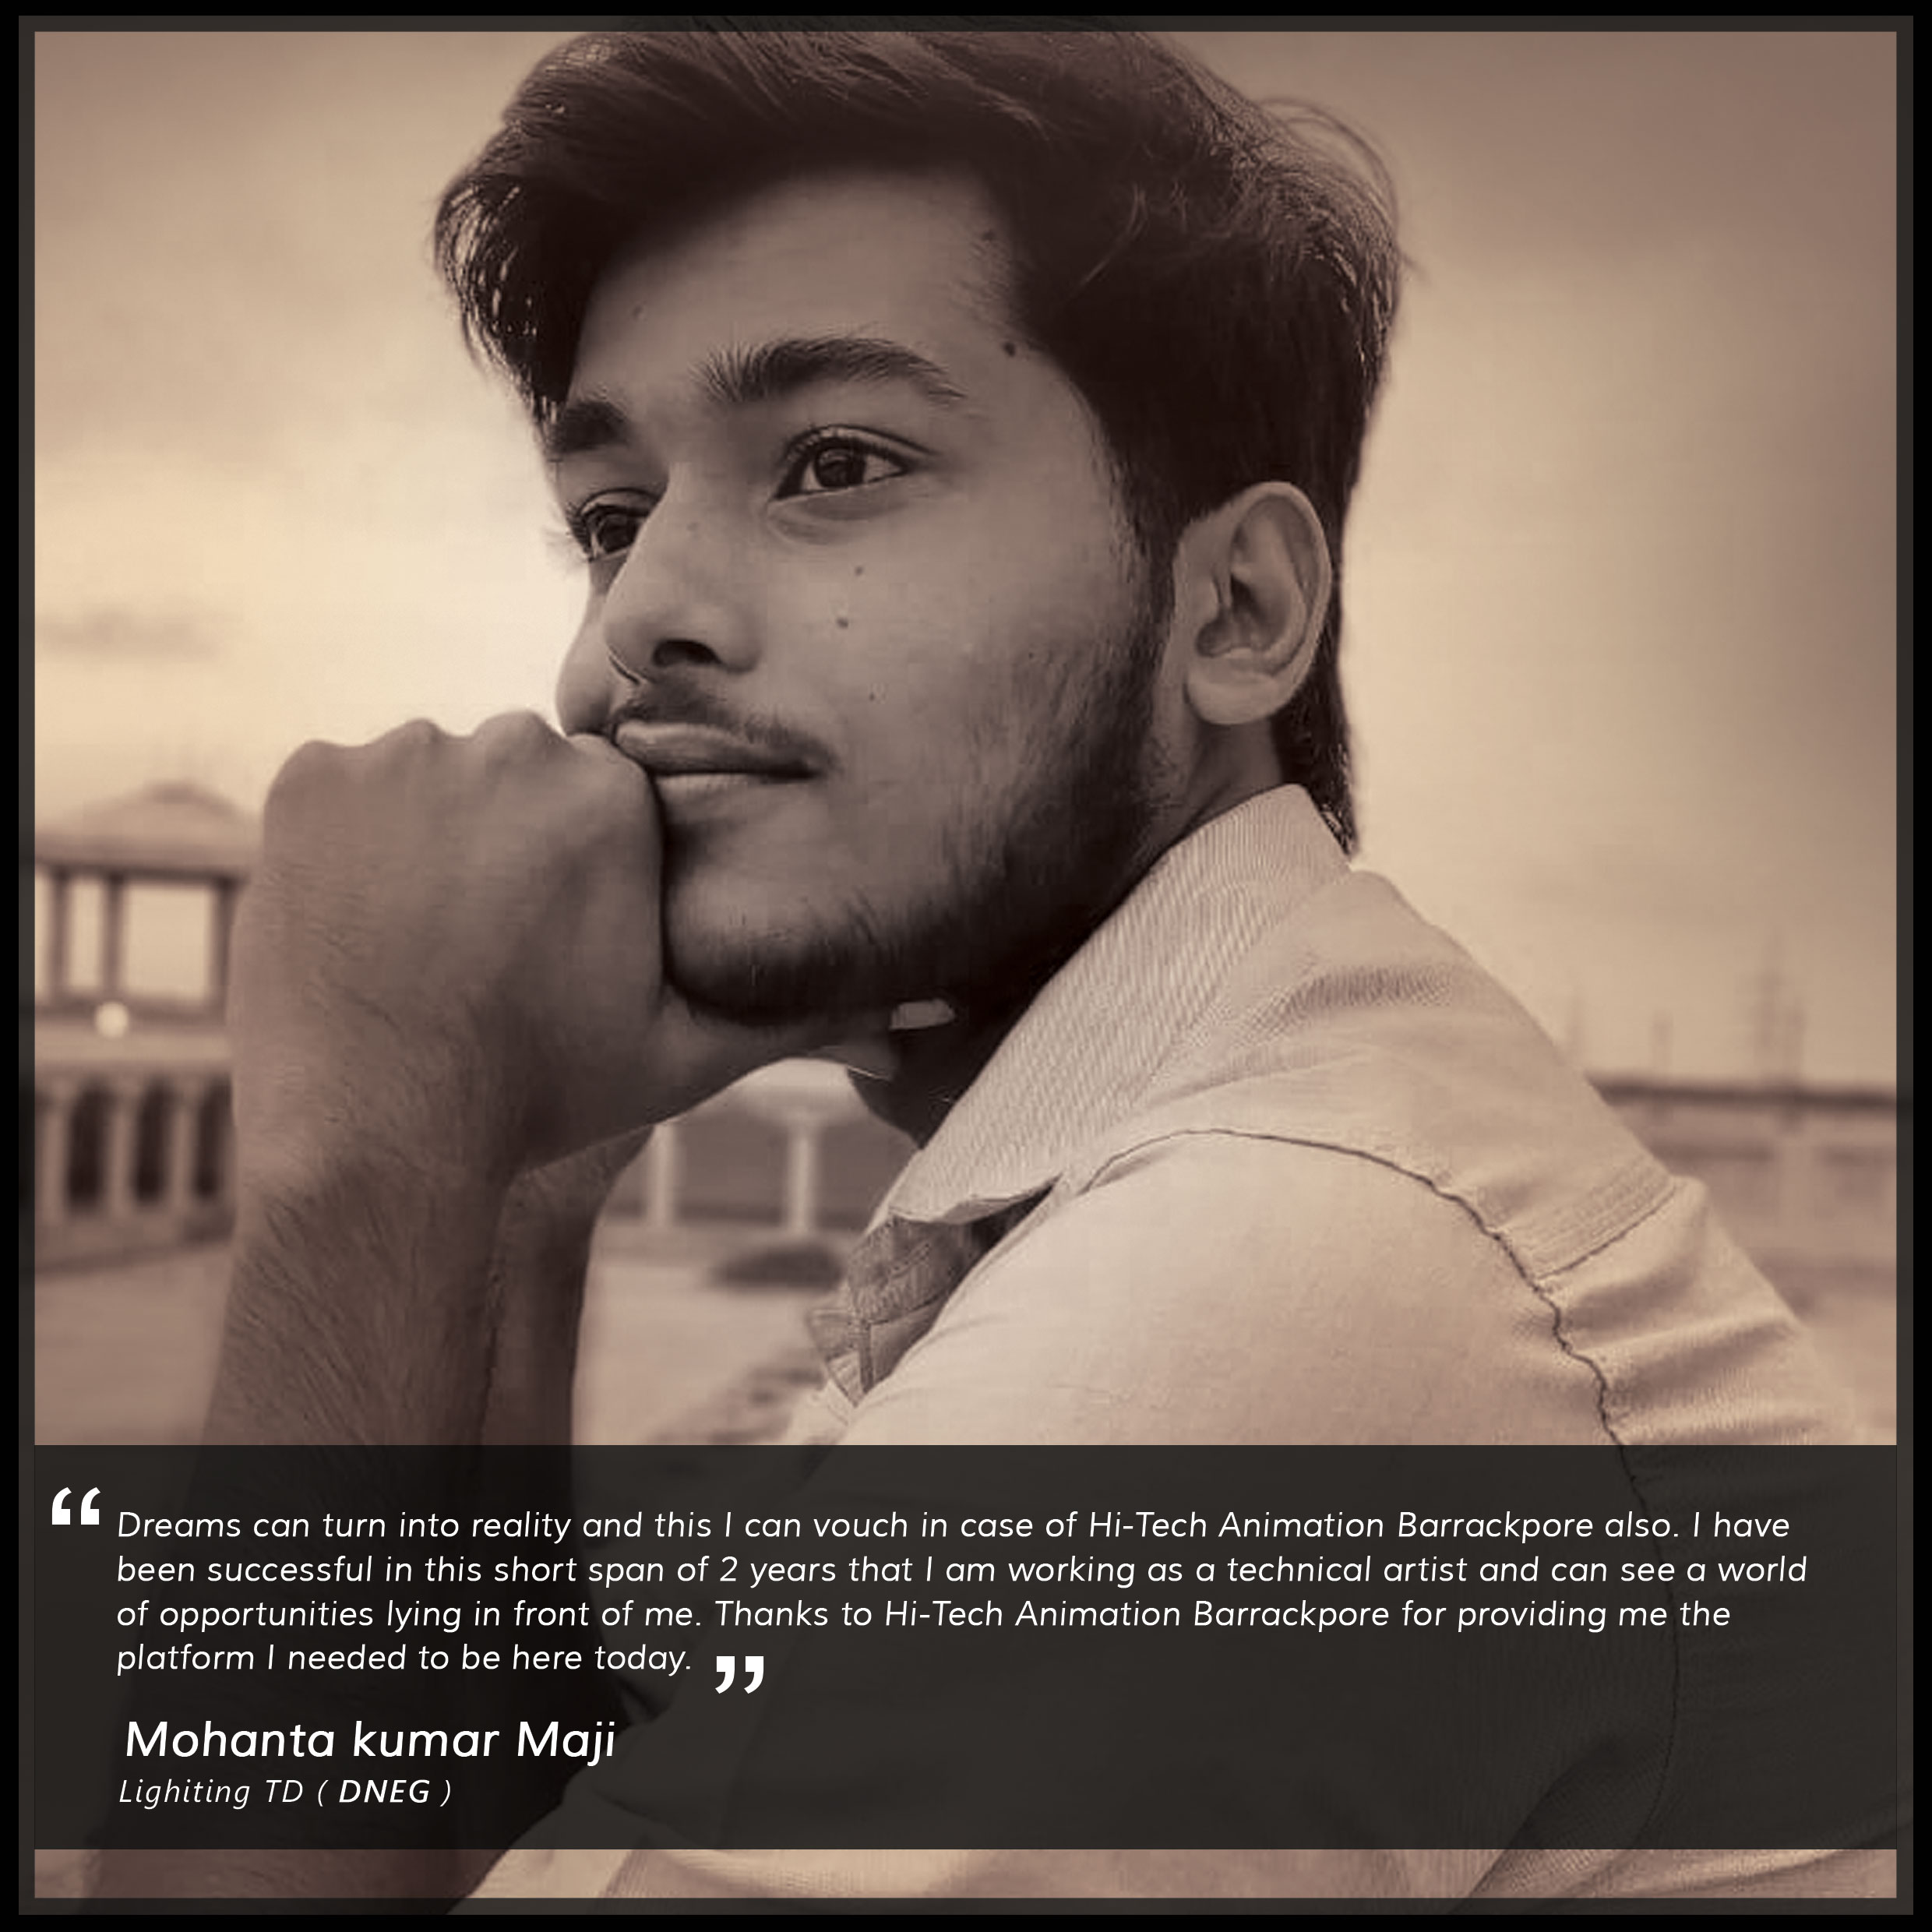 “ Dreams can turn into reality and this I can vouch in case of Hi-Tech Animation Barrackpore also. I have
been successful in this short span of 2 years that I am working as a technical artist and can see a world
of opportunities lying in front of me. Thanks to Hi-Tech Animation Barrackpore for providing me the
platform I needed to be here today. ”
Mohanta kumar Maji
Lighiting TD ( DNEG )